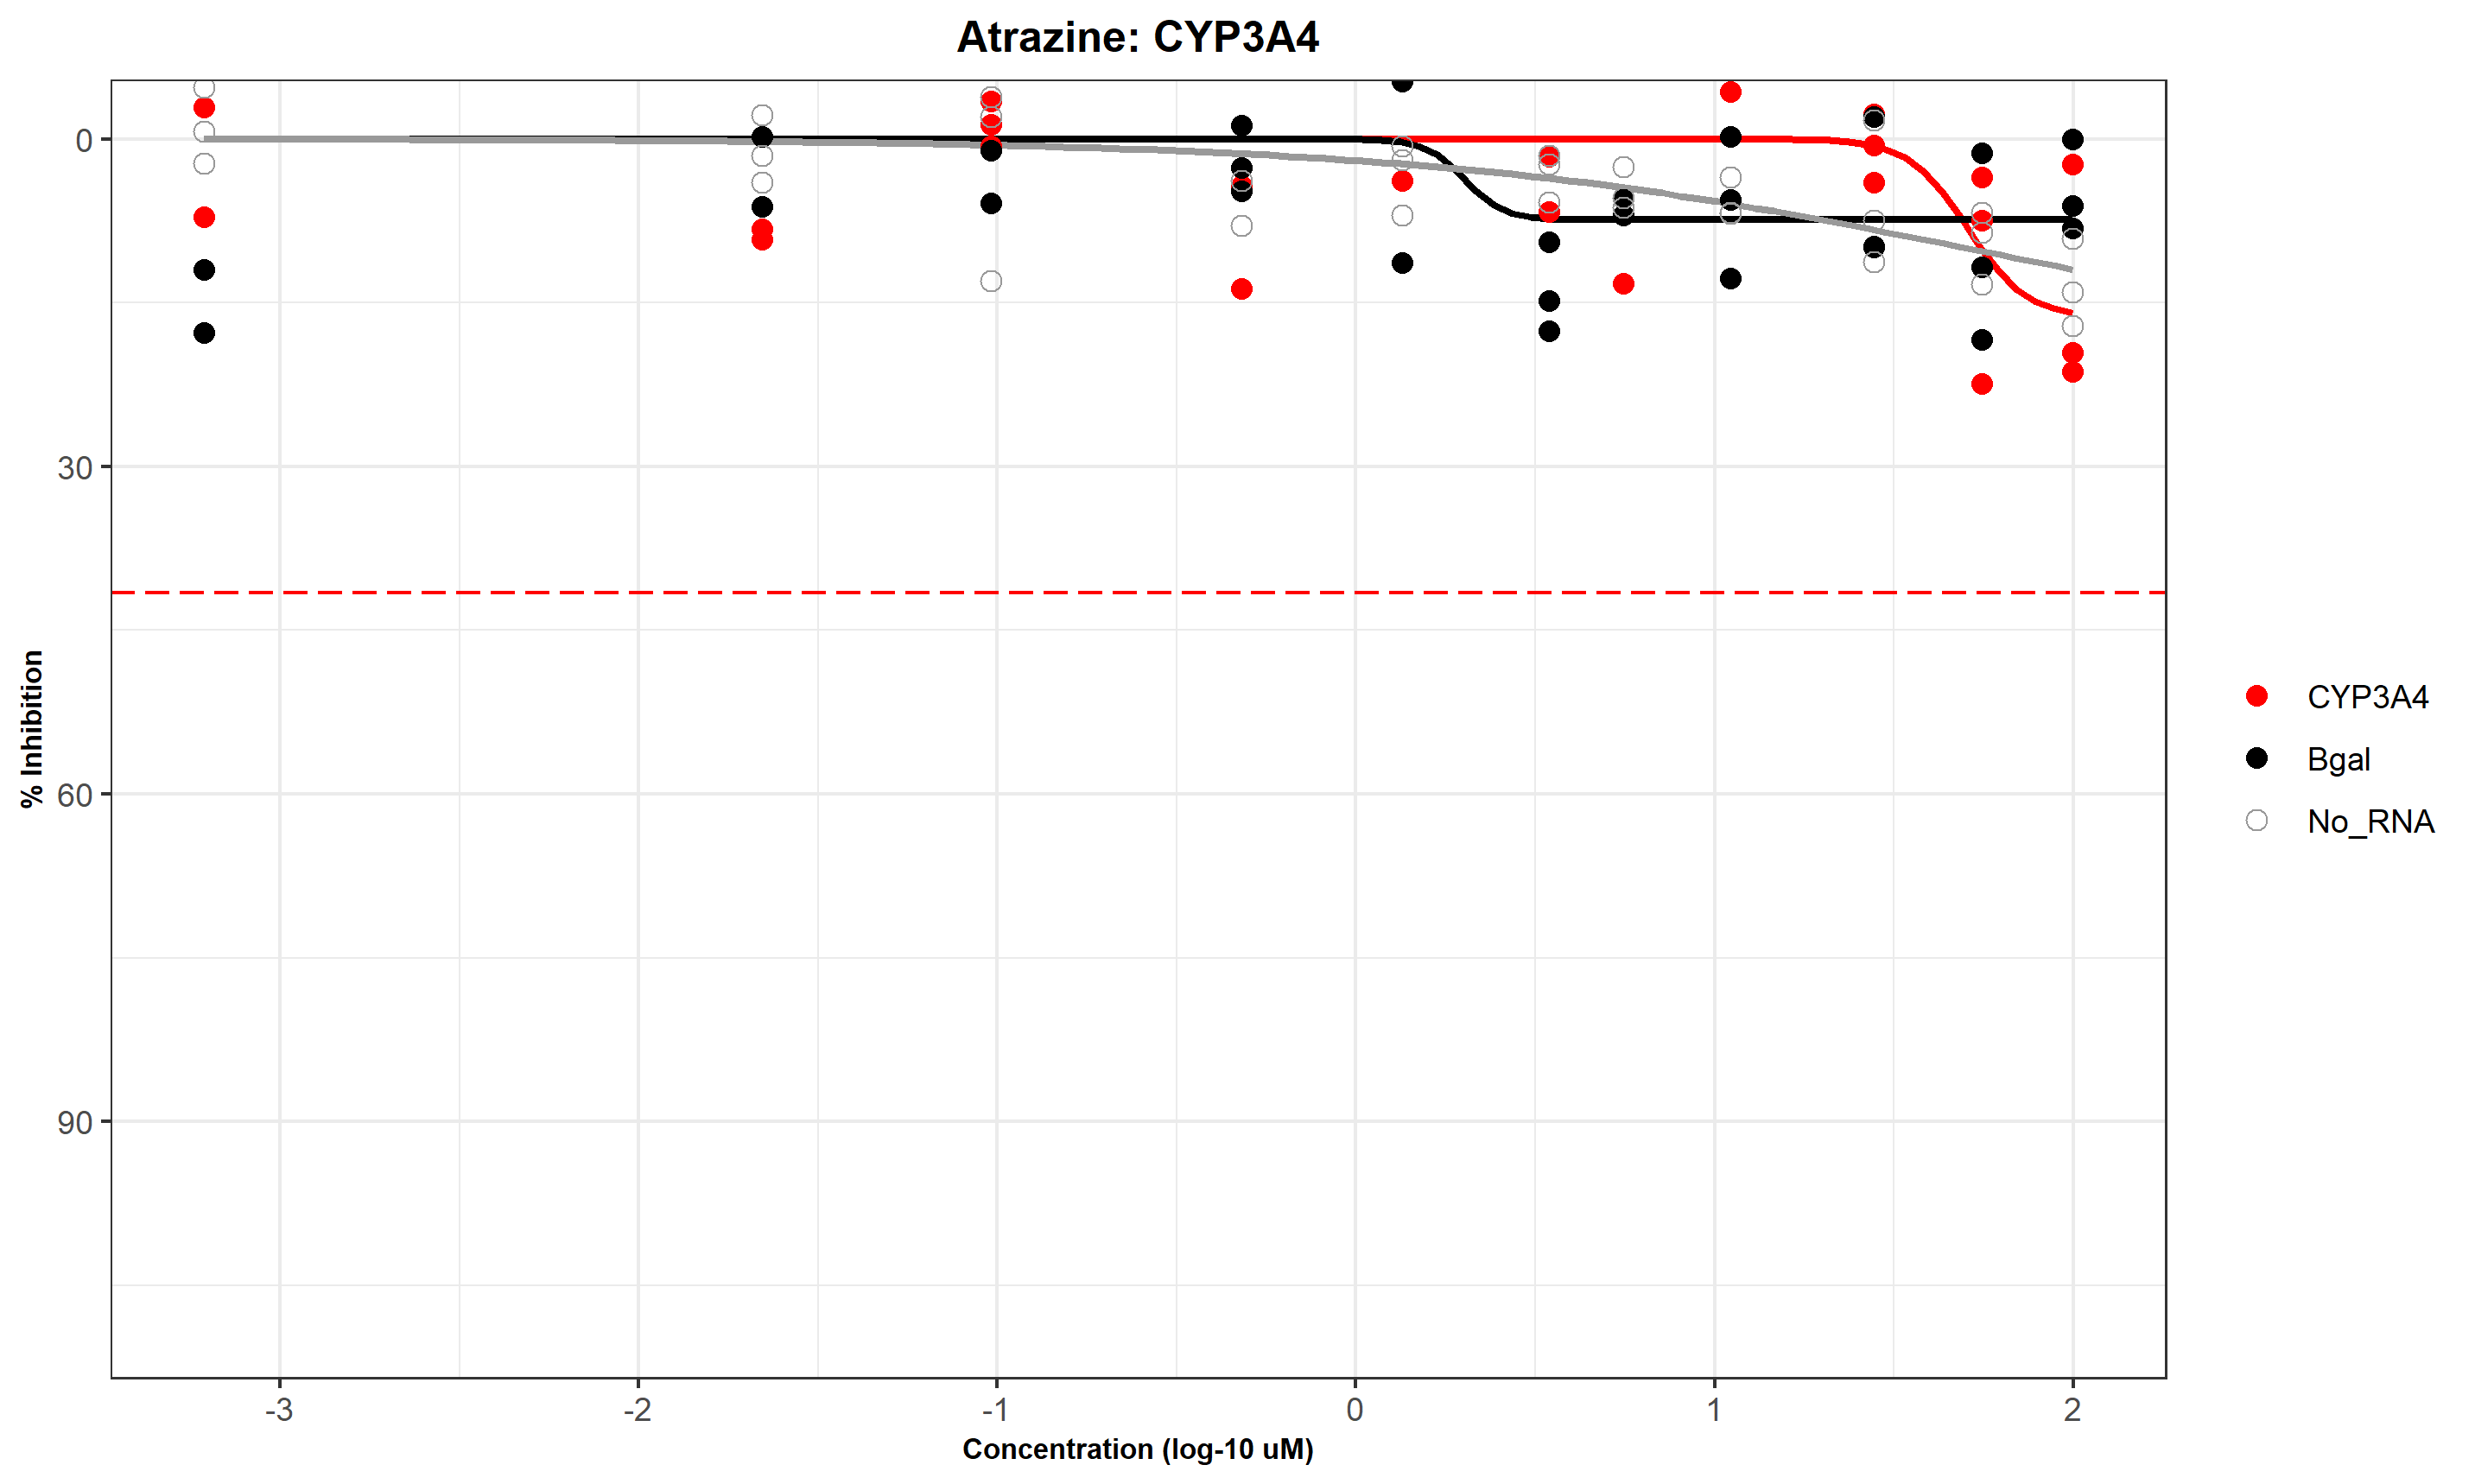 Atrazine: CYP3A4
% Inhibition
0
30
60
90
-3
-2
-1
0
1
2
Concentration (log-10 uM)
CYP3A4
Bgal
No_RNA